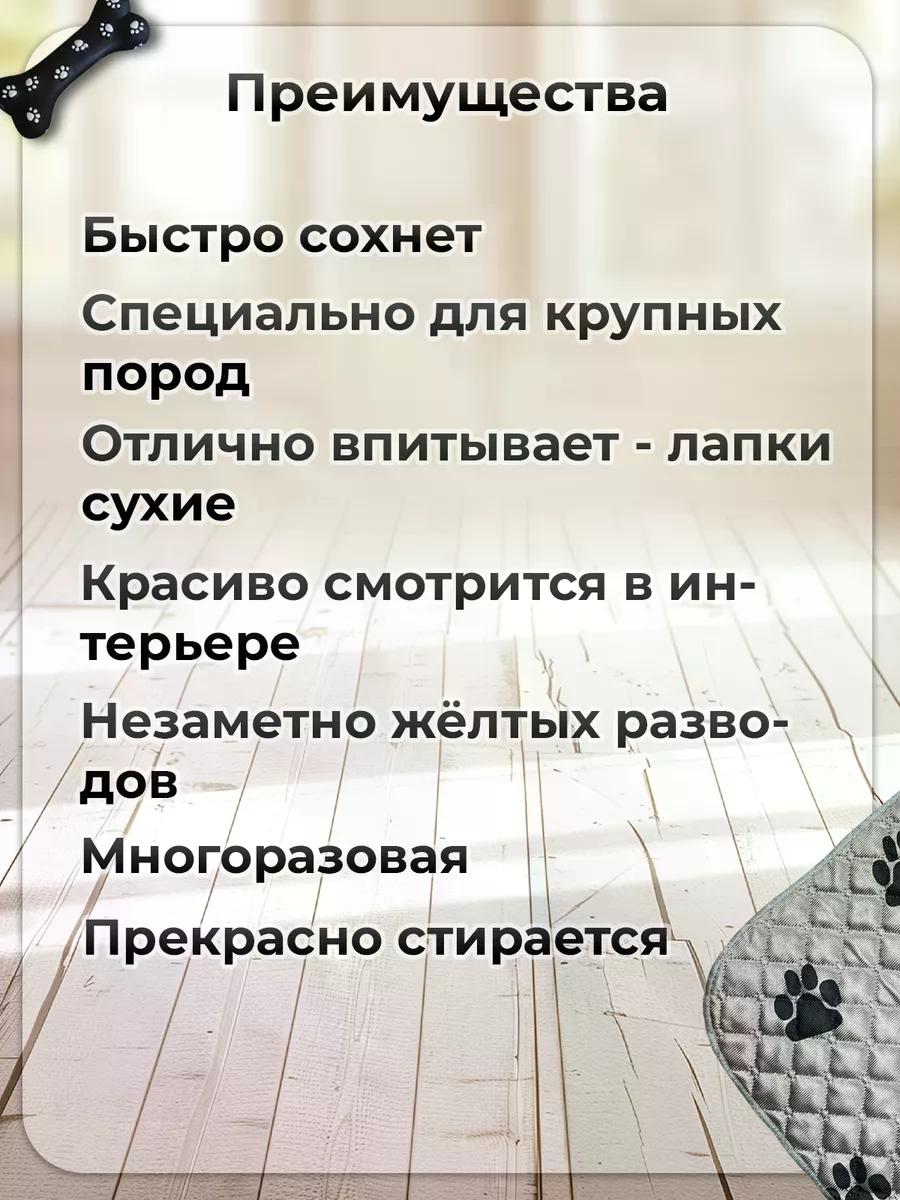 Преимущества
Быстро сохнет
Специально для крупных
пород
Отлично впитывает - лапки
сухие
Красиво смотрится в ин-
терьере
Незаметно жёлтых разво-
дов
Многоразовая
Прекрасно стирается